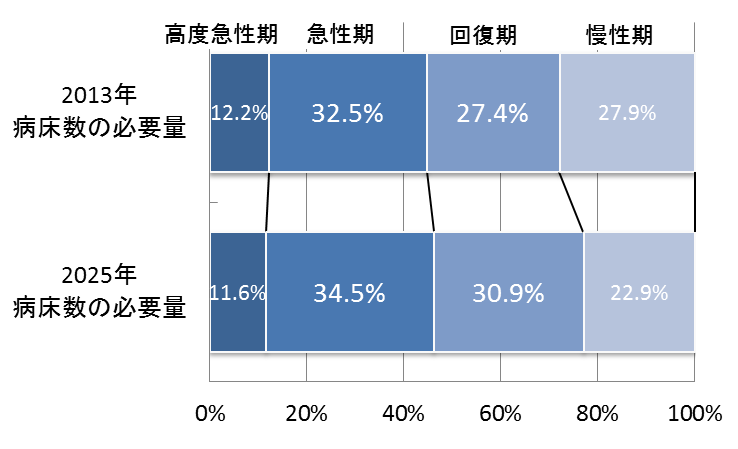 高度急性期 急性期 回復期 慢性期
2013年
病床数の必要量
12.2% 32.5% 27.4% 27.9%
2025年
病床数の必要量
11.6% 34.5% 30.9% 22.9%
0% 20% 40% 60% 80% 100%